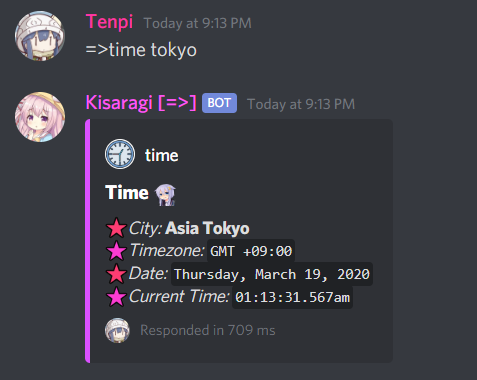 Tenpi Today at 9:13 PM
=>time tokyo
Kisaragi [=>] BOT Today at 9:13 PM
time
Time
City: Asia Tokyo
Timezone: GMT +09:00
Date: Thursday, March 19, 2020
Current Time: 01:13:31.567am
Responded in 709 ms